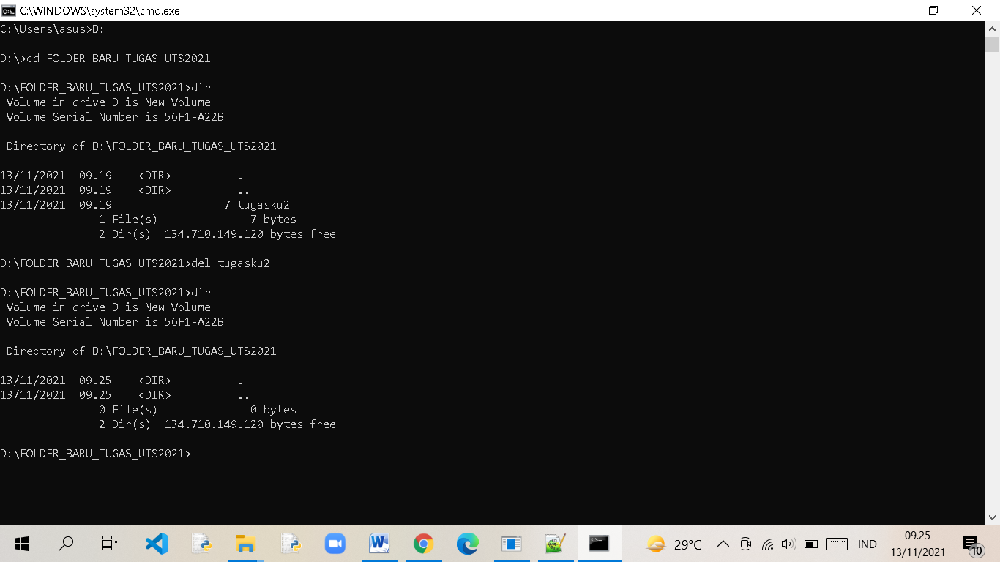 C:\WINDOWS\system32\cmd.exe
C:\Users\asus>D:
D:\>cd FOLDER_BARU_TUGAS_UTS2021
D:\FOLDER_BARU_TUGAS_UTS2021>dir
Volume in drive D is New Volume
Volume Serial Number is 56F1-A22B
Directory of D:\FOLDER_BARU_TUGAS_UTS2021
13/11/2021  09.19    <DIR>          .
13/11/2021  09.19    <DIR>          ..
13/11/2021  09.19                 7 tugasku2
1 File(s)              7 bytes
2 Dir(s)  134.710.149.120 bytes free
D:\FOLDER_BARU_TUGAS_UTS2021>del tugasku2
D:\FOLDER_BARU_TUGAS_UTS2021>dir
Volume in drive D is New Volume
Volume Serial Number is 56F1-A22B
Directory of D:\FOLDER_BARU_TUGAS_UTS2021
13/11/2021  09.25    <DIR>          .
13/11/2021  09.25    <DIR>          ..
0 File(s)              0 bytes
2 Dir(s)  134.710.149.120 bytes free
D:\FOLDER_BARU_TUGAS_UTS2021>
29°C
IND
09.25
13/11/2021
10